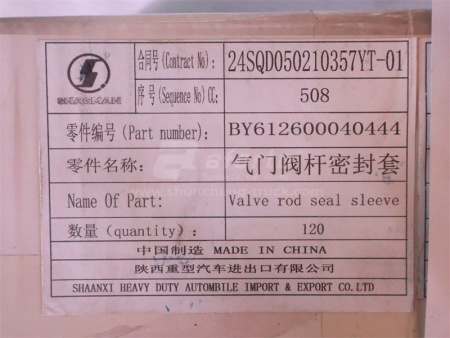 SHACMAN
合同号(Contract No): 24SQD050210357YT-01
序 号(Sequence No)CC: 508
零件编号 (Part number): BY612600040444
零件名称: 气门阀杆密封套
Name Of Part: Valve rod seal sleeve
数量 (quantity): 120
中国制造 MADE IN CHINA
陕西重型汽车进出口有限公司
SHAANXI HEAVY DUTY AUTOMBILE IMPORT & EXPORT CO.LTD